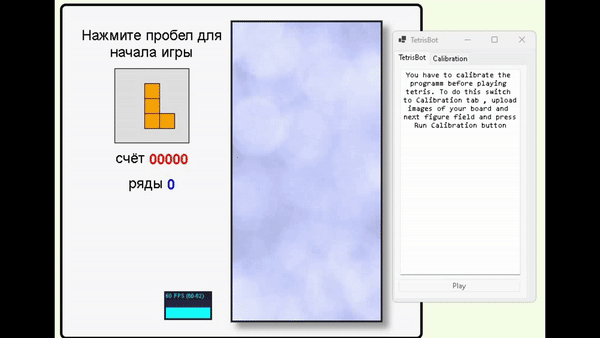 Нажмите пробел для
начала игры
счёт 00000
ряды 0
60 FPS (60-62)
TetrisBot
TetrisBot Calibration
You have to calibrate the
programm before playing
tetris. To do this switch
to Calibration tab , upload
images of your board and
next figure field and press
Run Calibration button
Play